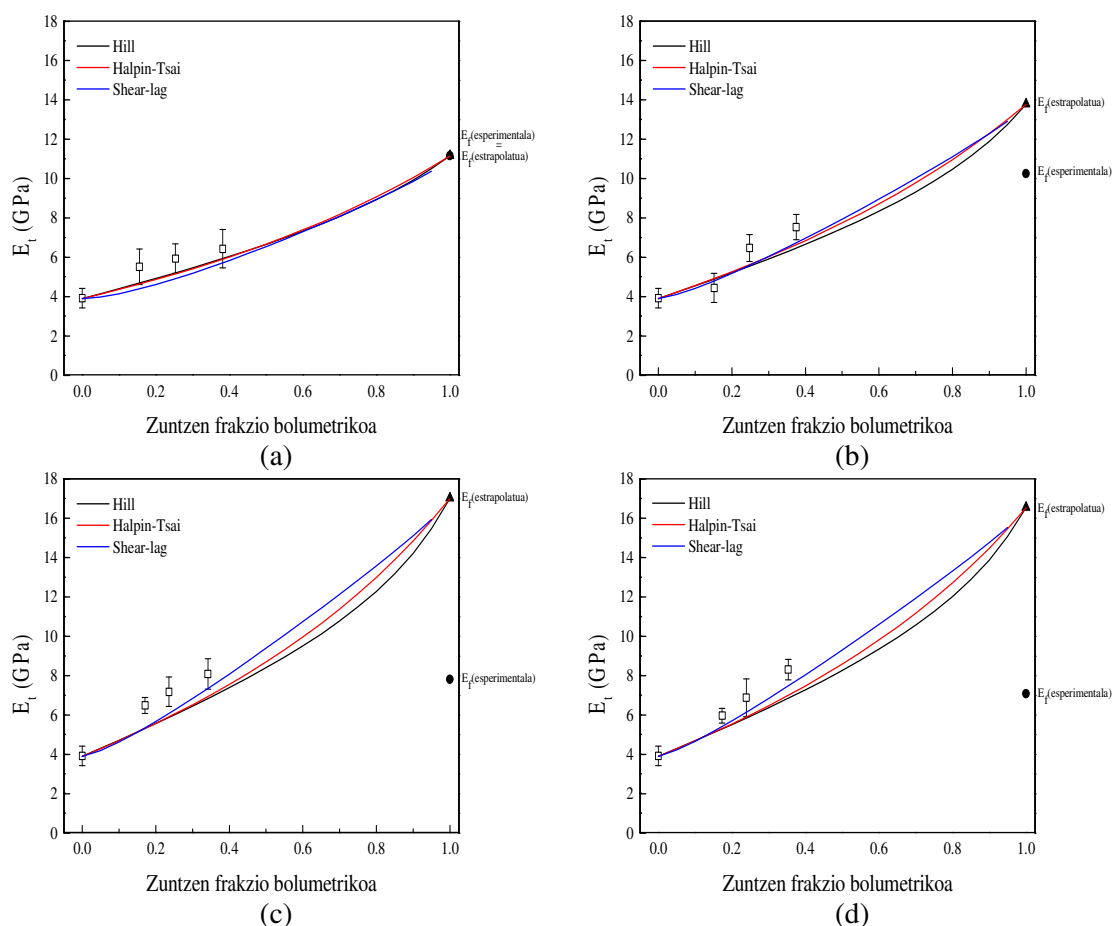 18
16
14
12
10
8
6
4
2
0
E_t (GPa)
Hill
Halpin-Tsai
Shear-lag
E_f(esperimentala)
=
E_f(estrapolatua)
0.0 0.2 0.4 0.6 0.8 1.0
Zuntzen frakzio bolumetrikoa
(a)
18
16
14
12
10
8
6
4
2
0
E_t (GPa)
Hill
Halpin-Tsai
Shear-lag
E_f(estrapolatua)
E_f(esperimentala)
0.0 0.2 0.4 0.6 0.8 1.0
Zuntzen frakzio bolumetrikoa
(b)
18
16
14
12
10
8
6
4
2
0
E_t (GPa)
Hill
Halpin-Tsai
Shear-lag
E_f(estrapolatua)
E_f(esperimentala)
0.0 0.2 0.4 0.6 0.8 1.0
Zuntzen frakzio bolumetrikoa
(c)
18
16
14
12
10
8
6
4
2
0
E_t (GPa)
Hill
Halpin-Tsai
Shear-lag
E_f(estrapolatua)
E_f(esperimentala)
0.0 0.2 0.4 0.6 0.8 1.0
Zuntzen frakzio bolumetrikoa
(d)